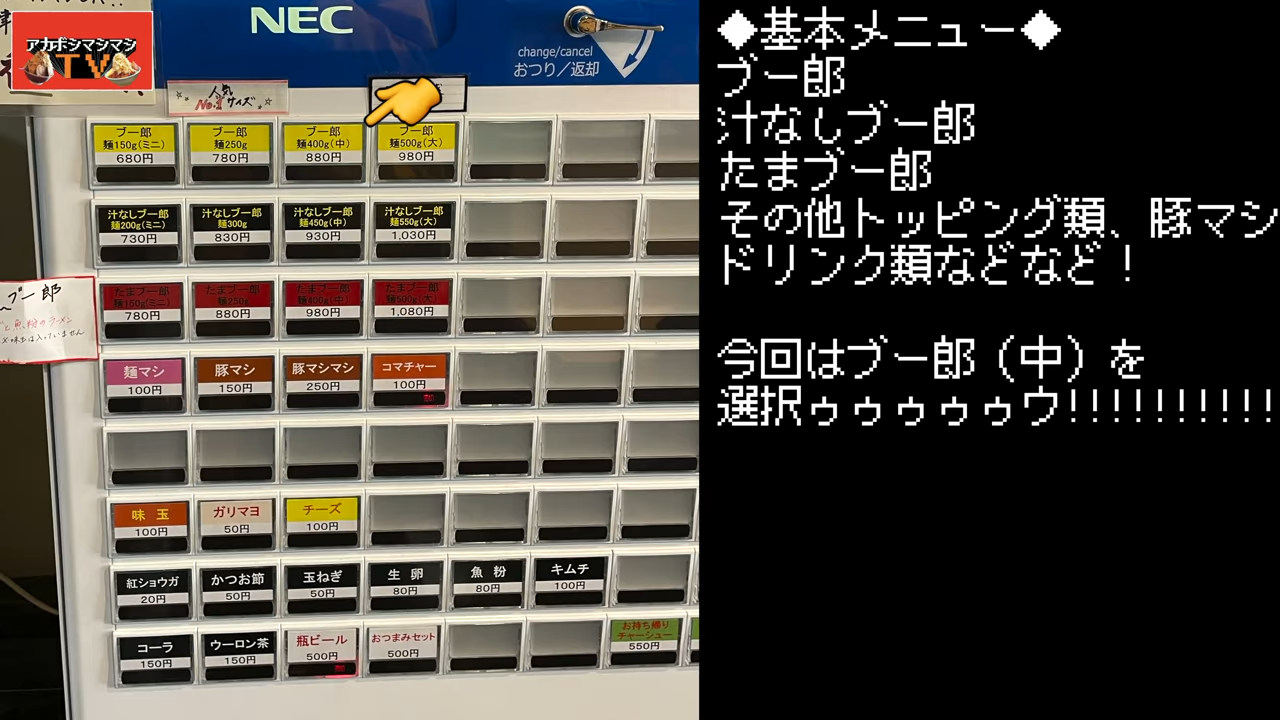 アカボシマシマシ
TV
NEC
change/cancel
おつり／返却
人気
No.1 サイズ
ブー郎
麺150g(ミニ)
680円
ブー郎
麺250g
780円
ブー郎
麺400g(中)
880円
ブー郎
麺500g(大)
980円
汁なしブー郎
麺200g(ミニ)
730円
汁なしブー郎
麺300g
830円
汁なしブー郎
麺450g(中)
930円
汁なしブー郎
麺550g(大)
1,030円
たまブー郎
麺150g(ミニ)
780円
たまブー郎
麺250g
880円
たまブー郎
麺400g(中)
980円
たまブー郎
麺500g(大)
1,080円
ブー郎
麺マシ
100円
豚マシ
150円
豚マシマシ
250円
コマチャー
100円
味玉
100円
ガリマヨ
50円
チーズ
100円
紅ショウガ
20円
かつお節
50円
玉ねぎ
50円
生卵
80円
魚粉
80円
キムチ
100円
コーラ
150円
ウーロン茶
150円
瓶ビール
500円
おつまみセット
500円
お持ち帰り
チャーシュー
550円
◆基本メニュー◆
ブー郎
汁なしブー郎
たまブー郎
その他トッピング類、豚マシ
ドリンク類などなど！
今回はブー郎（中）を
選択ゥゥゥゥゥウ!!!!!!!!!!